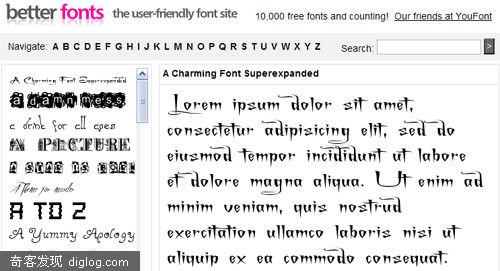 better fonts the user-friendly font site
10,000 free fonts and counting! Our friends at YouFont
Navigate: A B C D E F G H I J K L M N O P Q R S T U V W X Y Z
Search: >
A Charming Font Superexpanded
a damn mess
a drink for all ages
A PICTURE
A Theme for murder
A TO Z
A Yummy Apology
A Charming Font Superexpanded
Lorem ipsum dolor sit amet,
consectetur adipisicing elit, sed do
eiusmod tempor incididunt ut labore
et dolore magna aliqua. Ut enim ad
minim veniam, quis nostrud
exercitation ullamco laboris nisi ut
aliquip ex ea commodo consequat.
奇客发现 diglog.com